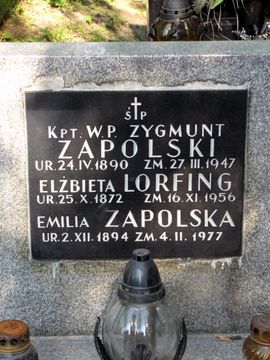 Ś P
KPT. W.P. ZYGMUNT
ZAPOLSKI
UR. 24.IV.1890 ZM. 27.III.1947
ELŻBIETA LORFING
UR. 25.X.1872 ZM. 16.XI.1956
EMILIA ZAPOLSKA
UR. 2.XII.1894 ZM. 4.II.1977